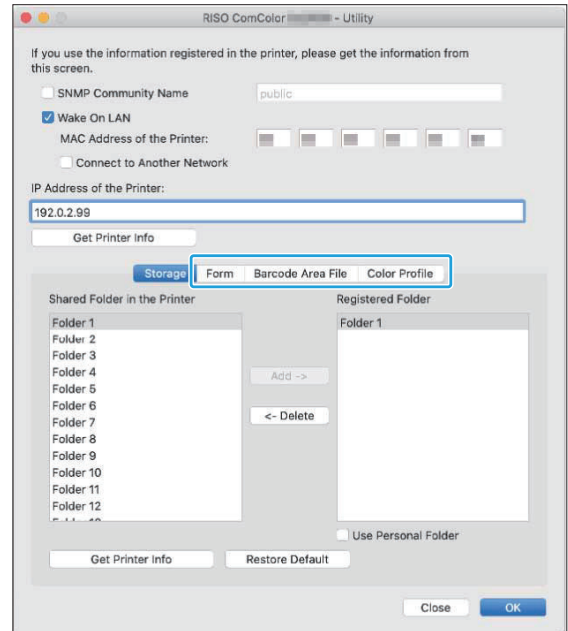 RISO ComColor - Utility
If you use the information registered in the printer, please get the information from
this screen.
SNMP Community Name public
Wake On LAN
MAC Address of the Printer:
Connect to Another Network
IP Address of the Printer:
192.0.2.99
Get Printer Info
Storage Form Barcode Area File Color Profile
Shared Folder in the Printer Registered Folder
Folder 1 Folder 1
Folder 2
Folder 3
Folder 4
Add ->
Folder 5
Folder 6
<- Delete
Folder 7
Folder 8
Folder 9
Folder 10
Folder 11
Folder 12
Use Personal Folder
Get Printer Info Restore Default
Close OK